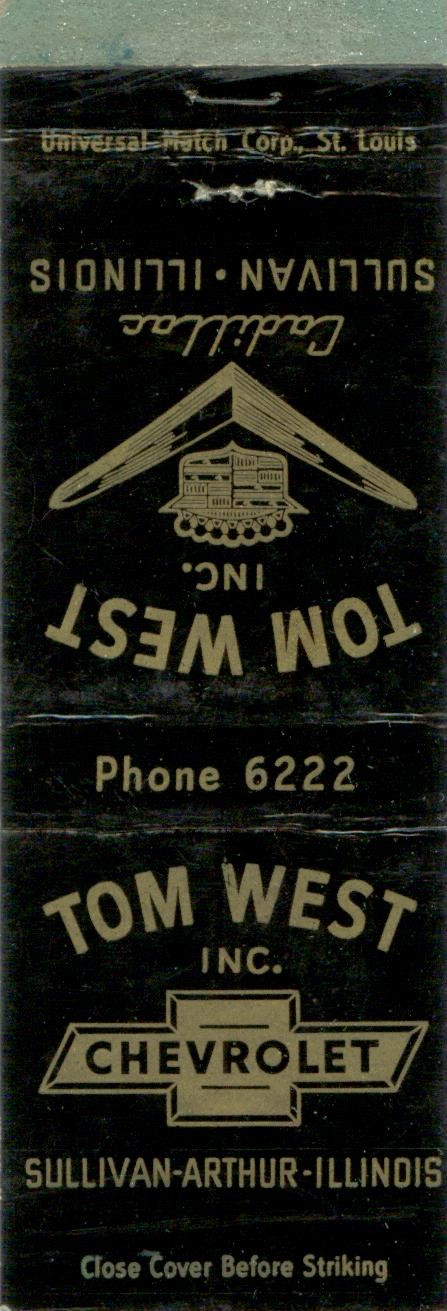 Universal Match Corp., St. Louis
TOM WEST
INC.
Cadillac
SULLIVAN • ILLINOIS
Phone 6222
TOM WEST
INC.
CHEVROLET
SULLIVAN-ARTHUR-ILLINOIS
Close Cover Before Striking